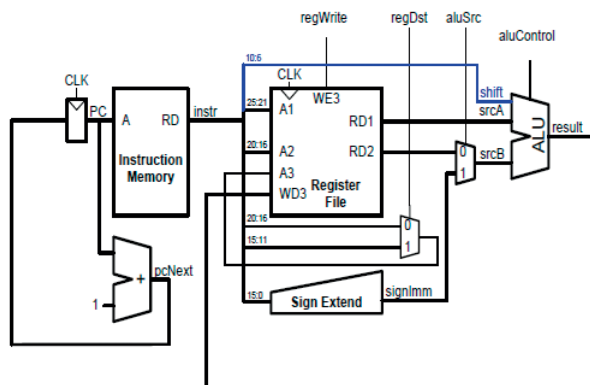 regWrite
regDst
aluSrc
aluControl
10:6
CLK
CLK
PC
A
RD
instr
Instruction
Memory
25:21
A1
WE3
RD1
shift
srcA
20:16
A2
RD2
0
1
srcB
ALU
result
A3
WD3
Register
File
20:16
15:11
0
1
+
pcNext
1
15:0
Sign Extend
signImm